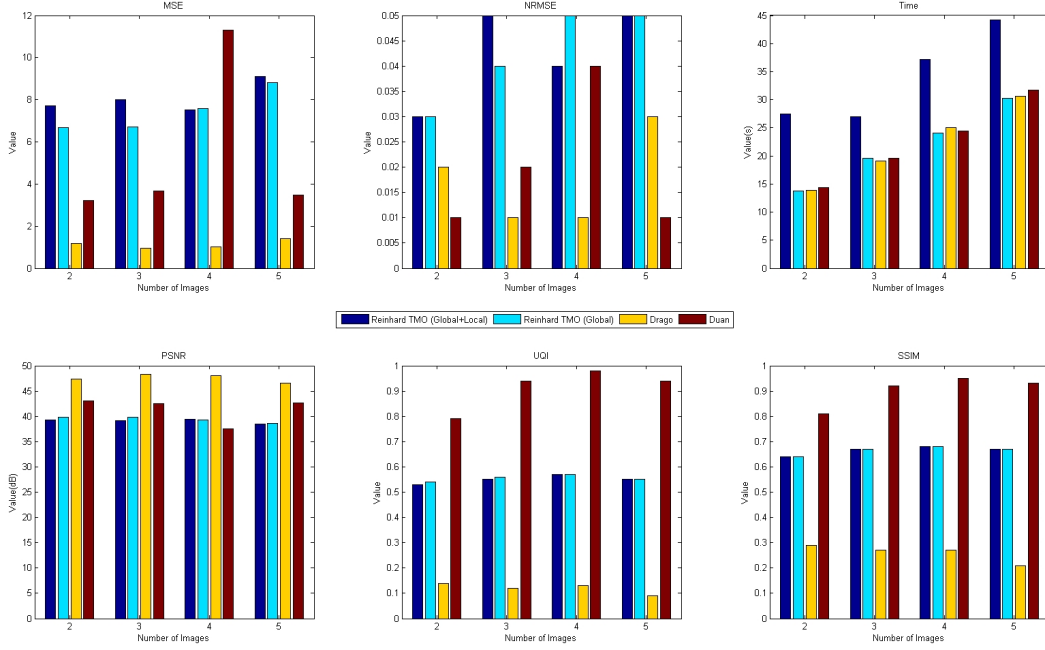 MSE
12
10
8
6
4
2
0
Value
2 3 4 5
Number of Images
NRMSE
0.05
0.045
0.04
0.035
0.03
0.025
0.02
0.015
0.01
0.005
0
Value
2 3 4 5
Number of Images
Time
45
40
35
30
25
20
15
10
5
0
Value(s)
2 3 4 5
Number of Images
Reinhard TMO (Global+Local) Reinhard TMO (Global) Drago Duan
PSNR
50
45
40
35
30
25
20
15
10
5
0
Value(dB)
2 3 4 5
Number of Images
UQI
1
0.9
0.8
0.7
0.6
0.5
0.4
0.3
0.2
0.1
0
Value
2 3 4 5
Number of Images
SSIM
1
0.9
0.8
0.7
0.6
0.5
0.4
0.3
0.2
0.1
0
Value
2 3 4 5
Number of Images